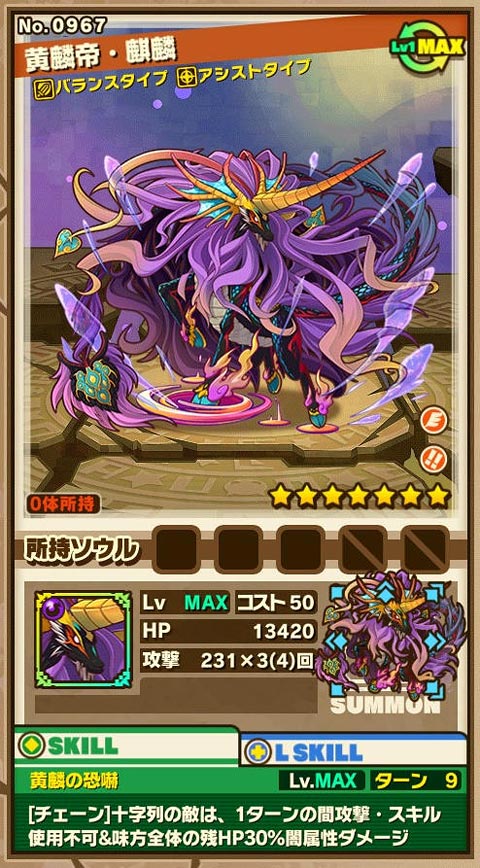 No.0967
黄麟帝・麒麟
Lv1 MAX
バランスタイプ アシストタイプ
E
!!
0体所持
所持ソウル
Lv MAX コスト 50
HP 13420
攻撃 231×3(4)回
SUMMON
SKILL
L SKILL
黄麟の恐嚇 Lv.MAX ターン 9
[チェーン]十字列の敵は、1ターンの間攻撃・スキル
使用不可&味方全体の残HP30%闇属性ダメージ